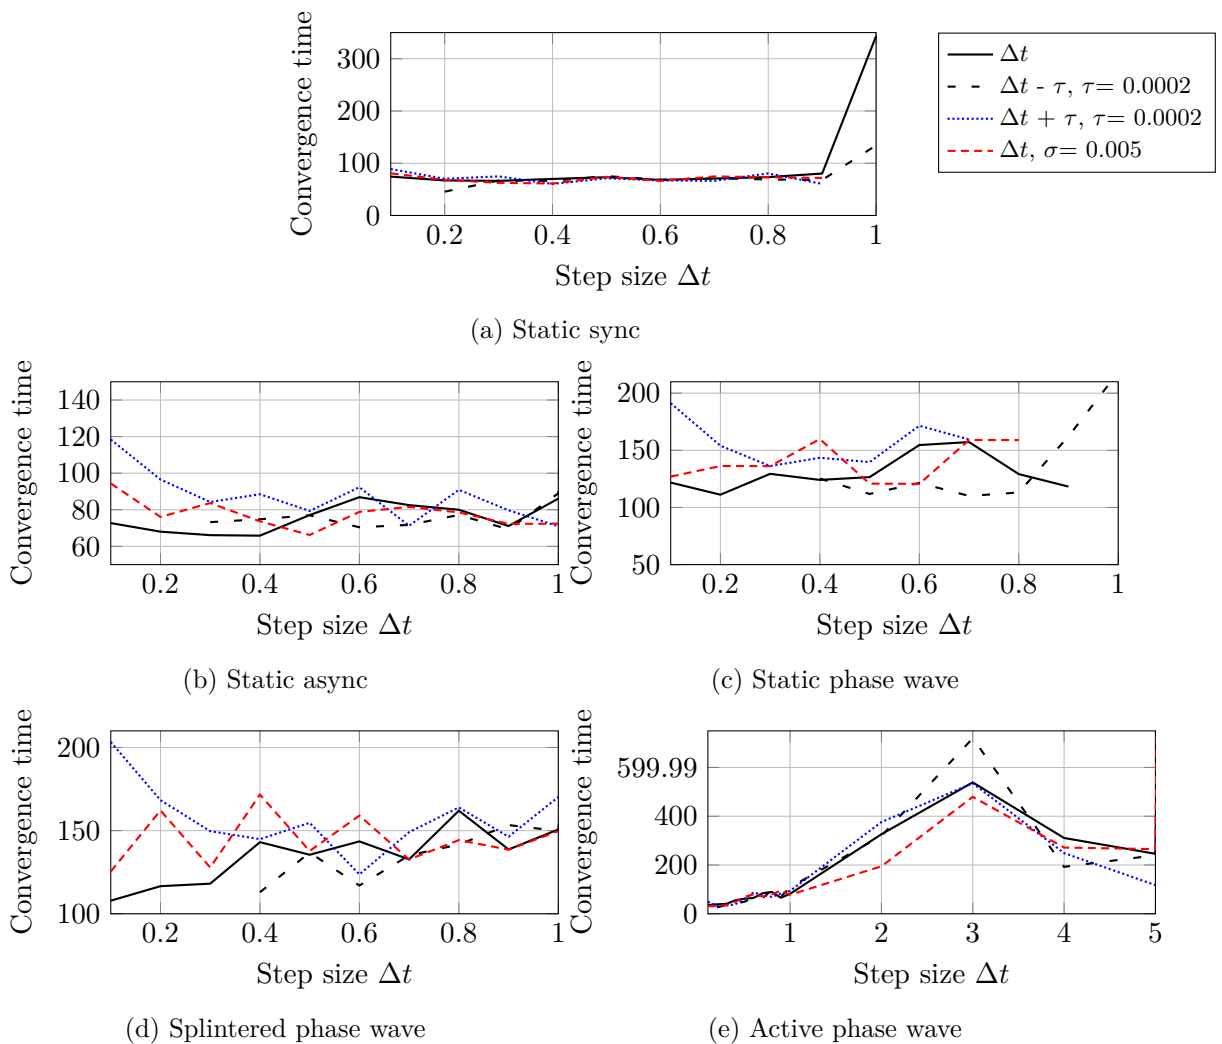 Convergence time
300
200
100
0
0.2 0.4 0.6 0.8 1
Step size Δt
(a) Static sync
Δt
Δt - τ, τ= 0.0002
Δt + τ, τ= 0.0002
Δt, σ= 0.005
Convergence time
140
120
100
80
60
0.2 0.4 0.6 0.8 1
Step size Δt
(b) Static async
Convergence time
200
150
100
50
0.2 0.4 0.6 0.8 1
Step size Δt
(c) Static phase wave
Convergence time
200
150
100
0.2 0.4 0.6 0.8 1
Step size Δt
(d) Splintered phase wave
Convergence time
599.99
400
200
0
1 2 3 4 5
Step size Δt
(e) Active phase wave